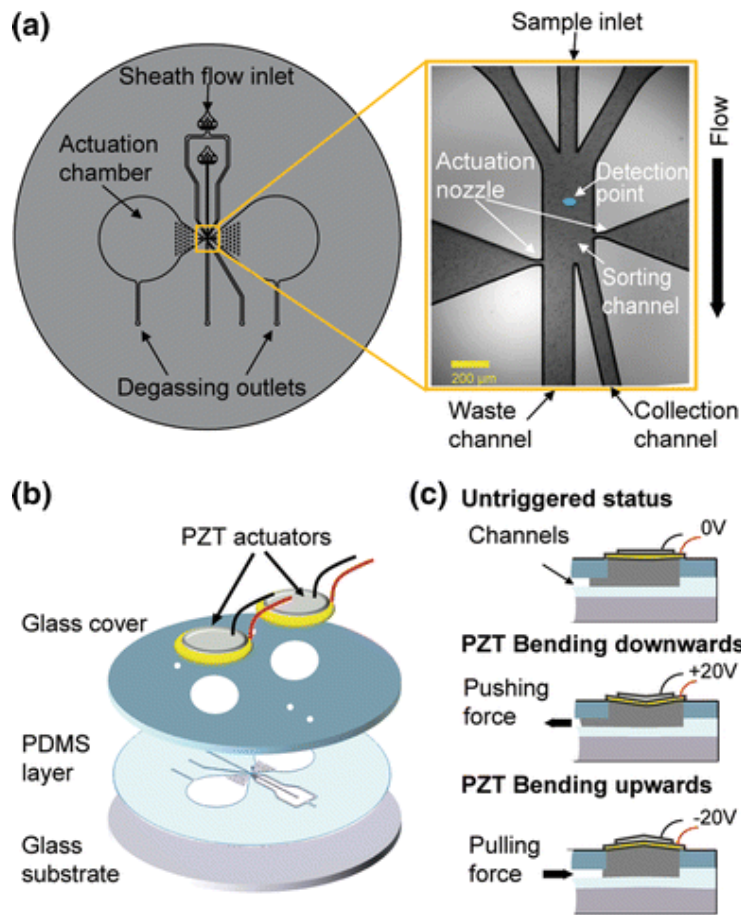 (a)
Sample inlet
Sheath flow inlet
Actuation
chamber
Actuation
nozzle
Detection
point
Flow
Sorting
channel
200 µm
Degassing outlets
Waste
channel
Collection
channel
(b)
PZT actuators
Glass cover
PDMS
layer
Glass
substrate
(c)
Untriggered status
Channels
0V
PZT Bending downwards
Pushing
force
+20V
PZT Bending upwards
Pulling
force
-20V